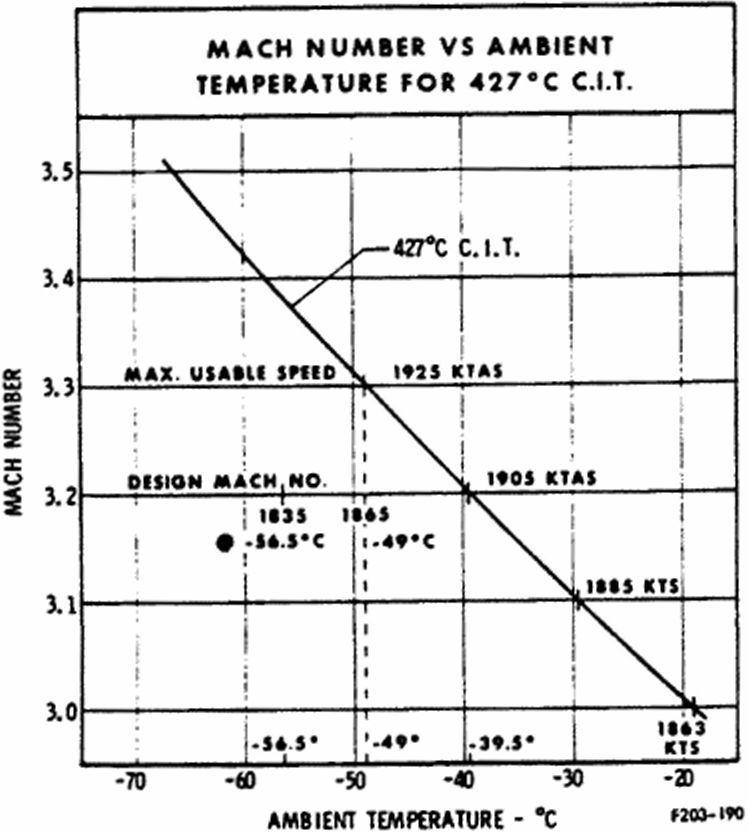 MACH NUMBER VS AMBIENT
TEMPERATURE FOR 427°C C.I.T.
3.5
427°C C.I.T.
3.4
MAX. USABLE SPEED 1925 KTAS
3.3
DESIGN MACH NO. 1905 KTAS
3.2
1835 1865
-56.5°C -49°C
1885 KTS
3.1
3.0
1863
KTS
-56.5° -49° -39.5°
-70 -60 -50 -40 -30 -20
MACH NUMBER
AMBIENT TEMPERATURE - °C
F203-190